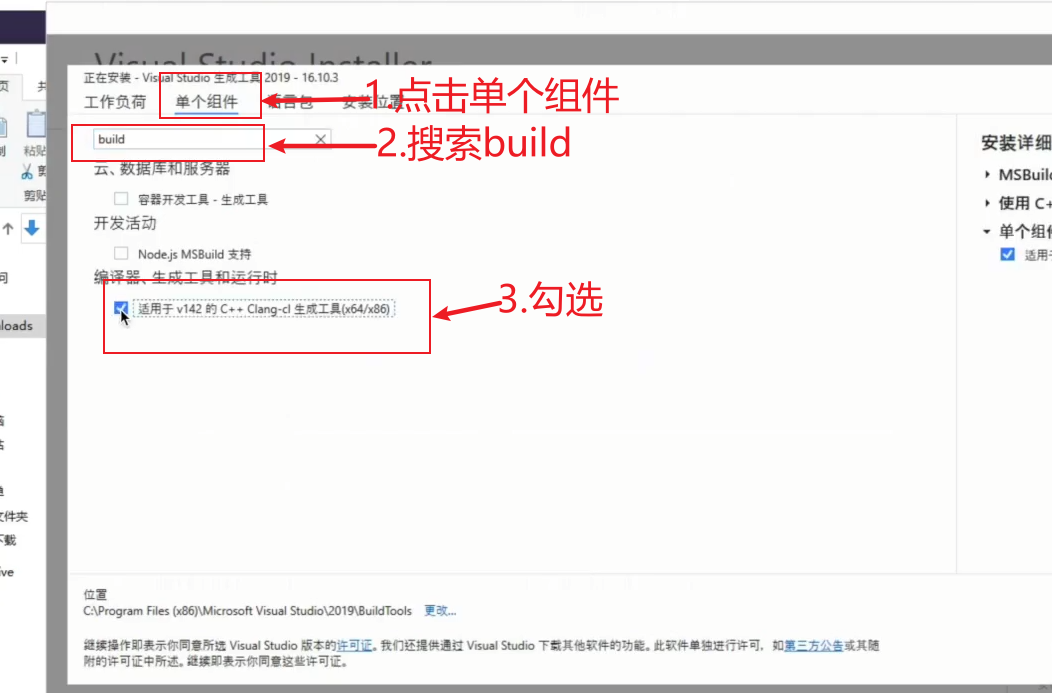 Visual Studio Installer
正在安装 - Visual Studio 生成工具 2019 - 16.10.3
1.点击单个组件
工作负荷 单个组件 语言包 安装位置
build
2.搜索build
云、数据库和服务器
容器开发工具 - 生成工具
开发活动
Node.js MSBuild 支持
编译器、生成工具和运行时
适用于 v142 的 C++ Clang-cl 生成工具(x64/x86)
3.勾选
安装详细
MSBuild
使用 C+
单个组件
适用于
粘贴
剪贴
loads
文件夹
下载
ive
位置
C:\Program Files (x86)\Microsoft Visual Studio\2019\BuildTools 更改...
继续操作即表示你同意所选 Visual Studio 版本的许可证。我们还提供通过 Visual Studio 下载其他软件的功能。此软件单独进行许可，如第三方公告或其随
附的许可证中所述。继续即表示你同意这些许可证。